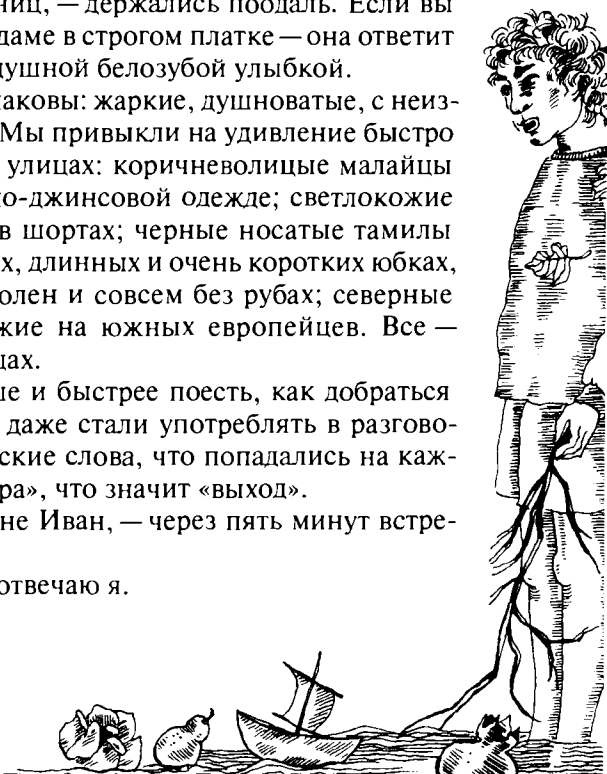 ниц, — держались поодаль. Если вы
даме в строгом платке — она ответит
душной белозубой улыбкой.
аковы: жаркие, душноватые, с неиз-
Мы привыкли на удивление быстро
улицах: коричневолицые малайцы
о-джинсовой одежде; светлокожие
в шортах; черные носатые тамилы
х, длинных и очень коротких юбках,
олен и совсем без рубах; северные
жие на южных европейцев. Все —
цах.
ше и быстрее поесть, как добраться
даже стали употреблять в разгово-
ские слова, что попадались на каж-
ра», что значит «выход».
не Иван, — через пять минут встре-
отвечаю я.